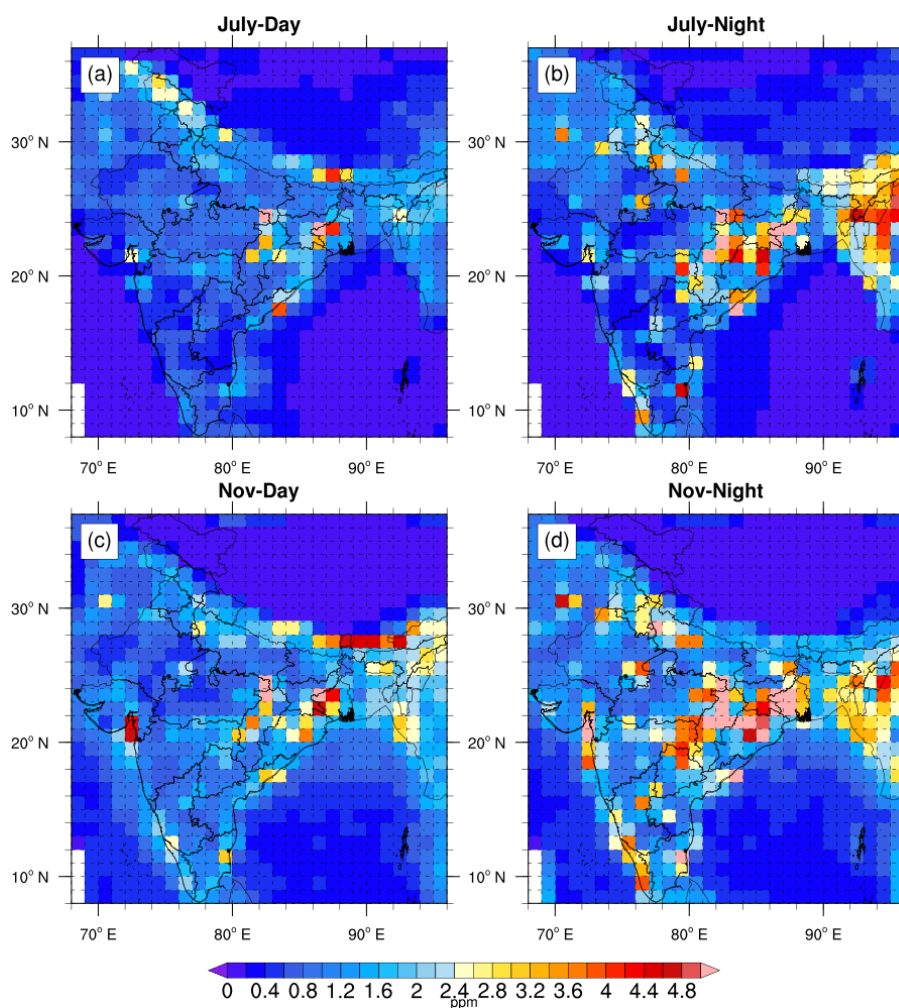 July-Day
July-Night
(a)
(b)
30° N
30° N
20° N
20° N
10° N
10° N
70° E 80° E 90° E
70° E 80° E 90° E
Nov-Day
Nov-Night
(c)
(d)
30° N
30° N
20° N
20° N
10° N
10° N
70° E 80° E 90° E
70° E 80° E 90° E
0 0.4 0.8 1.2 1.6 2 2.4 2.8 3.2 3.6 4 4.4 4.8
ppm